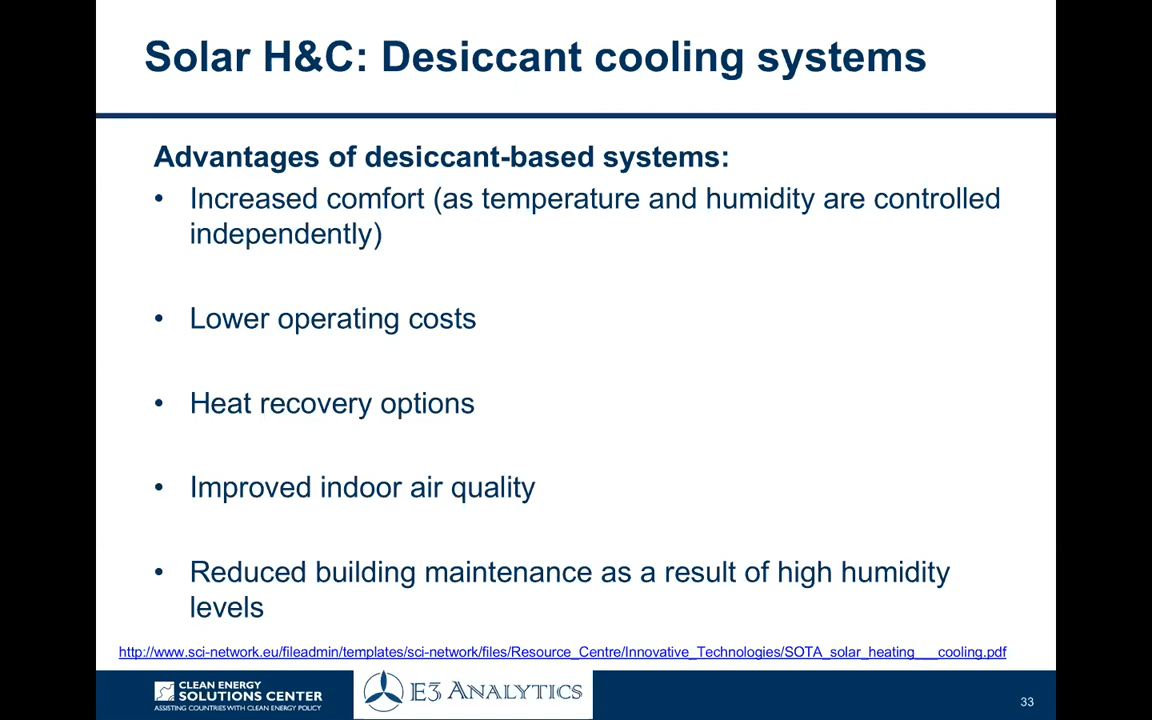 Solar H&C: Desiccant cooling systems
Advantages of desiccant-based systems:
• Increased comfort (as temperature and humidity are controlled
independently)
• Lower operating costs
• Heat recovery options
• Improved indoor air quality
• Reduced building maintenance as a result of high humidity
levels
http://www.sci-network.eu/fileadmin/templates/sci-network/files/Resource_Centre/Innovative_Technologies/SOTA_solar_heating___cooling.pdf
CLEAN ENERGY
SOLUTIONS CENTER
ASSISTING COUNTRIES WITH CLEAN ENERGY POLICY
E3 ANALYTICS
33